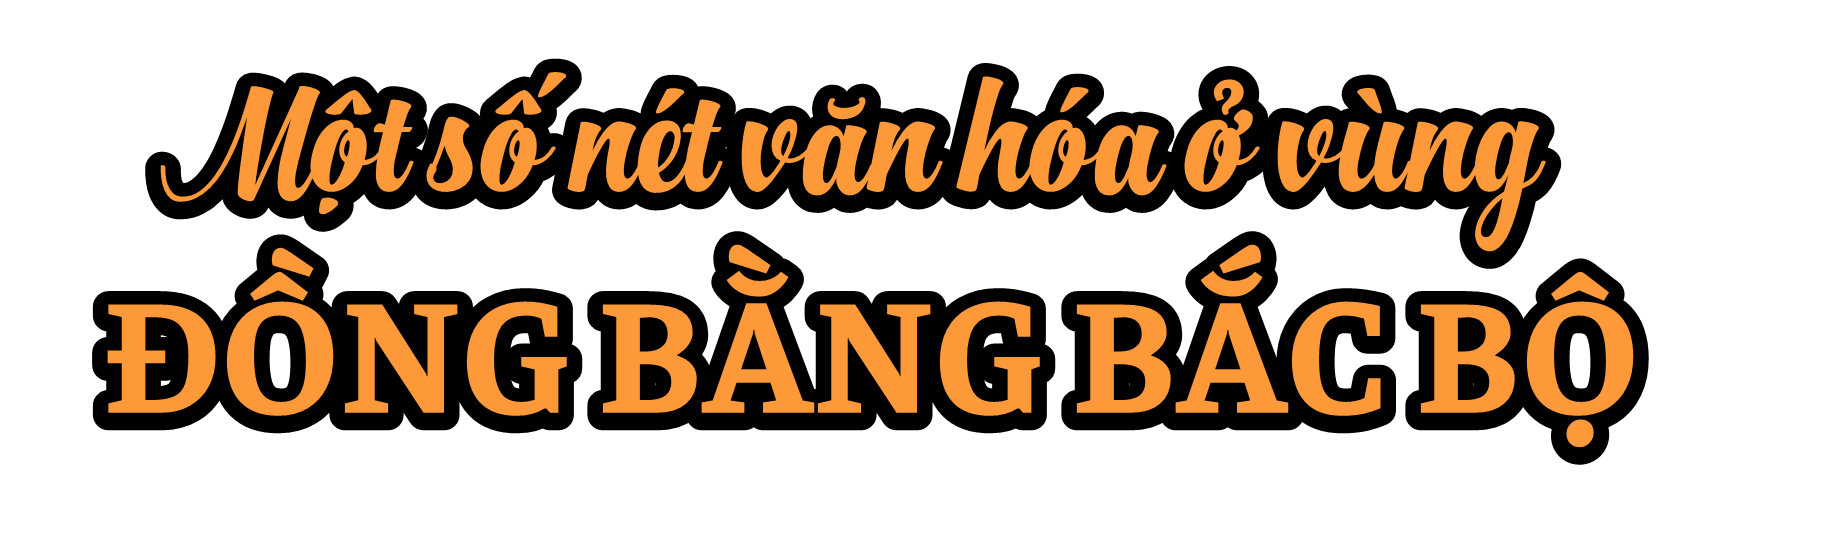 Một số nét văn hóa ở vùng
ĐỒNG BẰNG BẮC BỘ